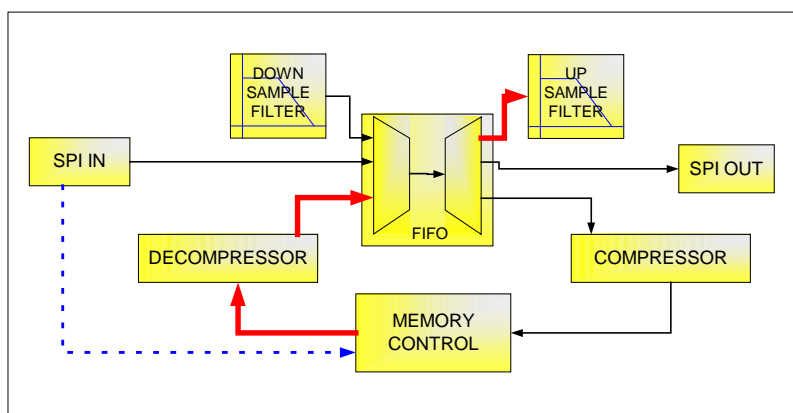 DOWN
SAMPLE
FILTER
UP
SAMPLE
FILTER
SPI IN
SPI OUT
FIFO
DECOMPRESSOR
COMPRESSOR
MEMORY
CONTROL